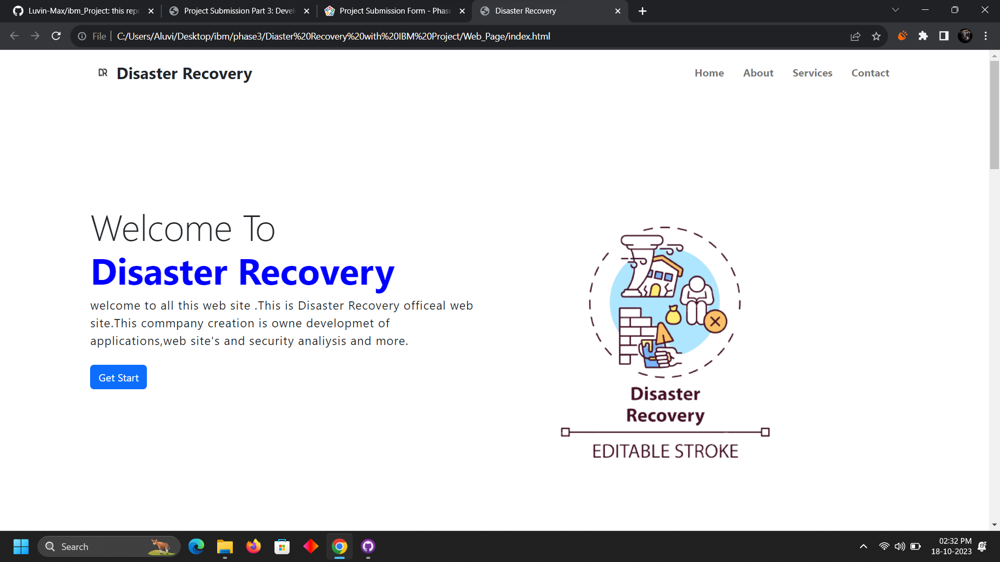 Luvin-Max/ibm_Project: this repo
Project Submission Part 3: Devel
Project Submission Form - Phase
Disaster Recovery
File
C:/Users/Aluvi/Desktop/ibm/phase3/Diaster%20Recovery%20with%20IBM%20Project/Web_Page/index.html
DR Disaster Recovery
Home
About
Services
Contact
Welcome To
Disaster Recovery
welcome to all this web site .This is Disaster Recovery officeal web
site.This commpany creation is owne developmet of
applications,web site's and security analiysis and more.
Get Start
Disaster
Recovery
EDITABLE STROKE
Search
02:32 PM
18-10-2023